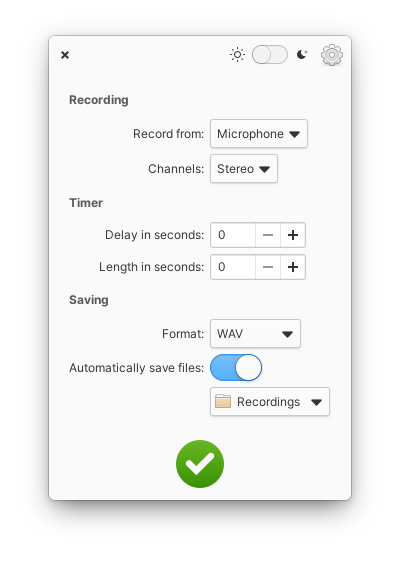 Recording
Record from: Microphone
Channels: Stereo
Timer
Delay in seconds: 0
Length in seconds: 0
Saving
Format: WAV
Automatically save files:
Recordings